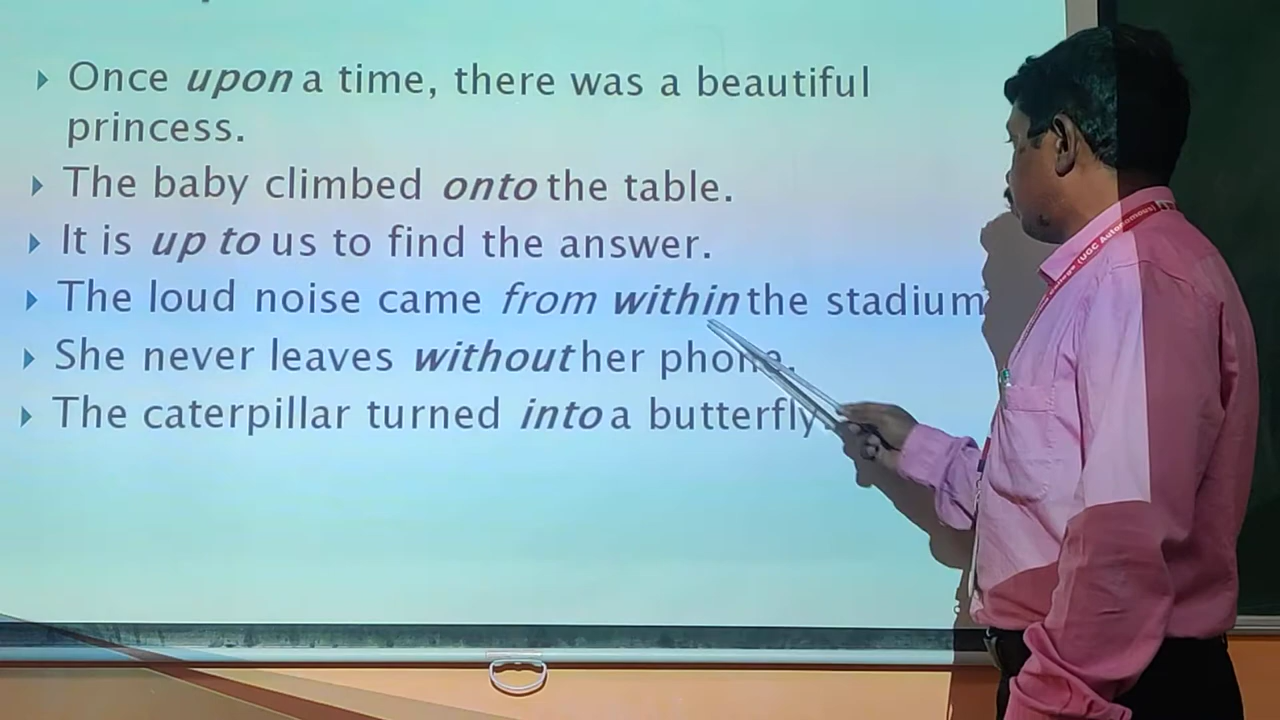 Once upon a time, there was a beautiful
princess.
The baby climbed onto the table.
It is up to us to find the answer.
The loud noise came from within the stadium
She never leaves without her phone.
The caterpillar turned into a butterfly
(UGC Autonomous)